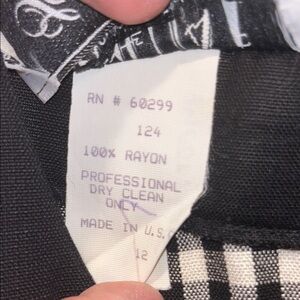 RN # 60299
124
100% RAYON
PROFESSIONAL
DRY CLEAN
ONLY
MADE IN U.S.
12